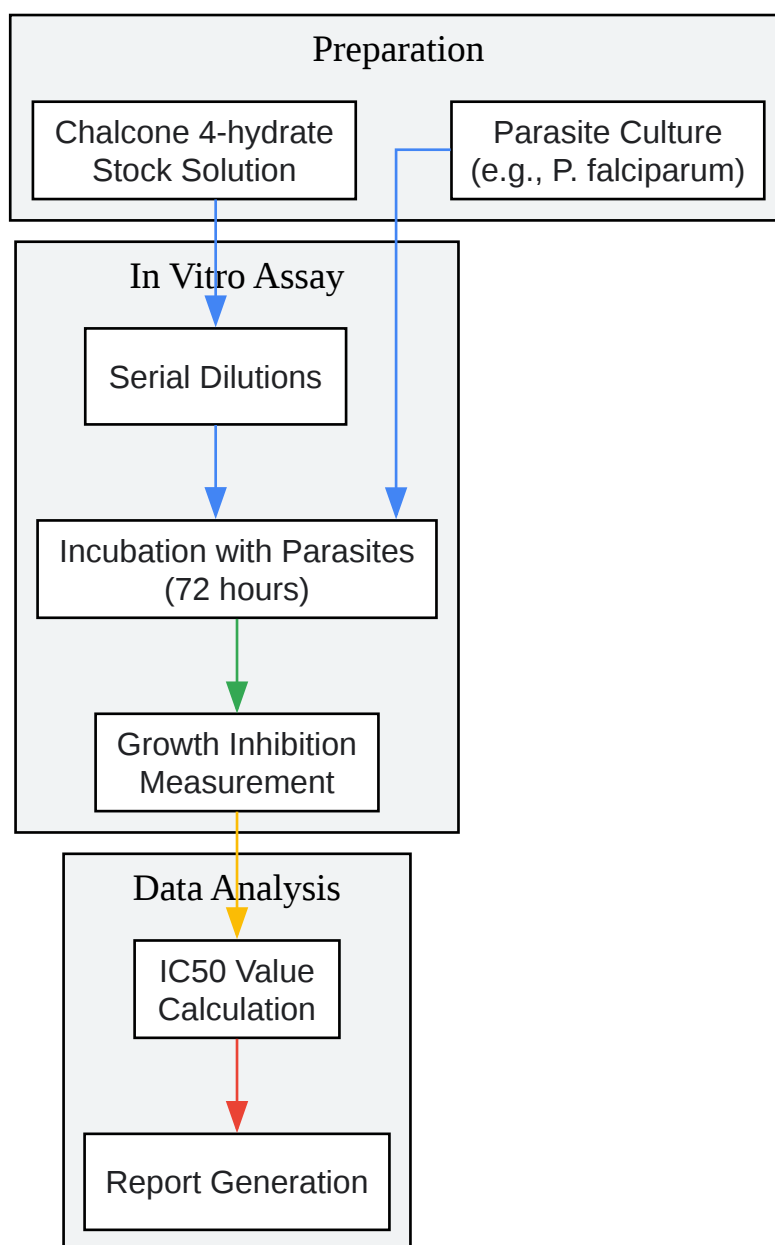 Preparation
Chalcone 4-hydrate
Stock Solution
Parasite Culture
(e.g., P. falciparum)
In Vitro Assay
Serial Dilutions
Incubation with Parasites
(72 hours)
Growth Inhibition
Measurement
Data Analysis
IC50 Value
Calculation
Report Generation